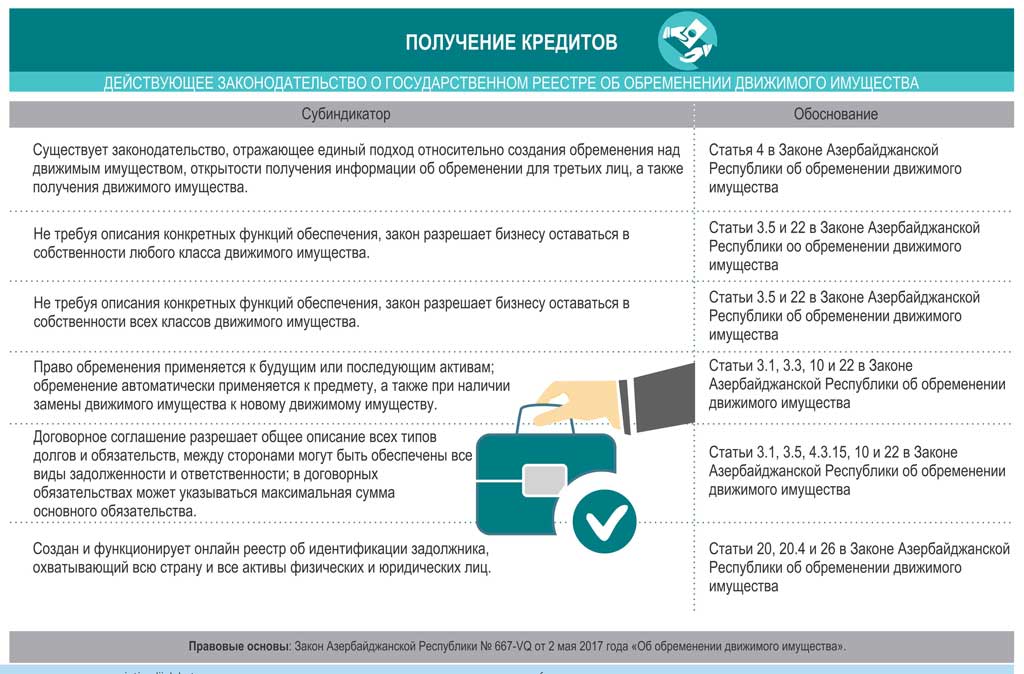 ПОЛУЧЕНИЕ КРЕДИТОВ
ДЕЙСТВУЮЩЕЕ ЗАКОНОДАТЕЛЬСТВО О ГОСУДАРСТВЕННОМ РЕЕСТРЕ ОБ ОБРЕМЕНЕНИИ ДВИЖИМОГО ИМУЩЕСТВА
Субиндикатор
Обоснование
Существует законодательство, отражающее единый подход относительно создания обременения над
движимым имуществом, открытости получения информации об обременении для третьих лиц, а также
получения движимого имущества.
Статья 4 в Законе Азербайджанской
Республики об обременении движимого
имущества
Не требуя описания конкретных функций обеспечения, закон разрешает бизнесу оставаться в
собственности любого класса движимого имущества.
Статьи 3.5 и 22 в Законе Азербайджанской
Республики оо обременении движимого
имущества
Не требуя описания конкретных функций обеспечения, закон разрешает бизнесу оставаться в
собственности всех классов движимого имущества.
Статьи 3.5 и 22 в Законе Азербайджанской
Республики об обременении движимого
имущества
Право обременения применяется к будущим или последующим активам;
обременение автоматически применяется к предмету, а также при наличии
замены движимого имущества к новому движимому имуществу.
Статьи 3.1, 3.3, 10 и 22 в Законе
Азербайджанской Республики об обременении
движимого имущества
Договорное соглашение разрешает общее описание всех типов
долгов и обязательств, между сторонами могут быть обеспечены все
виды задолженности и ответственности; в договорных
обязательствах может указываться максимальная сумма
основного обязательства.
Статьи 3.1, 3.5, 4.3.15, 10 и 22 в Законе
Азербайджанской Республики об обременении
движимого имущества
Создан и функционирует онлайн реестр об идентификации задолжника,
охватывающий всю страну и все активы физических и юридических лиц.
Статьи 20, 20.4 и 26 в Законе Азербайджанской
Республики об обременении движимого
имущества
Правовые основы: Закон Азербайджанской Республики № 667-VQ от 2 мая 2017 года «Об обременении движимого имущества».